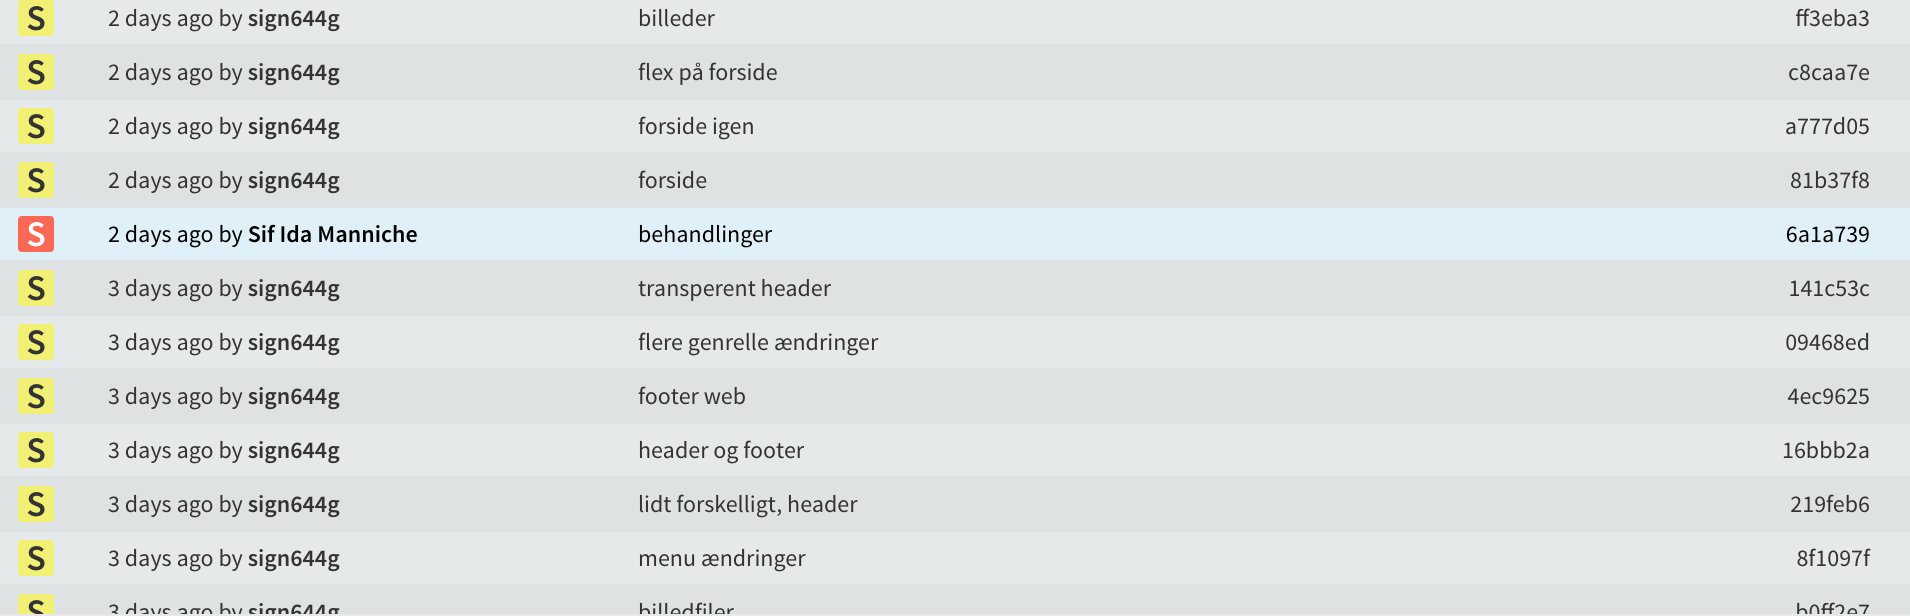 S 2 days ago by sign644g billeder ff3eba3
S 2 days ago by sign644g flex på forside c8caa7e
S 2 days ago by sign644g forside igen a777d05
S 2 days ago by sign644g forside 81b37f8
S 2 days ago by Sif Ida Manniche behandlinger 6a1a739
S 3 days ago by sign644g transperent header 141c53c
S 3 days ago by sign644g flere genrelle ændringer 09468ed
S 3 days ago by sign644g footer web 4ec9625
S 3 days ago by sign644g header og footer 16bbb2a
S 3 days ago by sign644g lidt forskelligt, header 219feb6
S 3 days ago by sign644g menu ændringer 8f1097f
S 3 days ago by sign644g billedfiler b0ff2e7